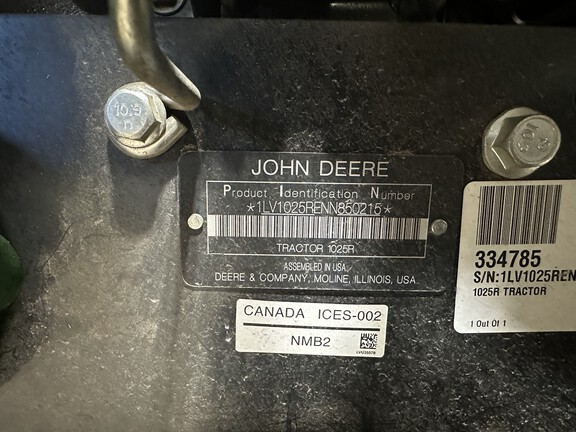 10.9
JOHN DEERE
Product Identification Number
*1LV1025RENN850215*
TRACTOR 1025R
ASSEMBLED IN USA
DEERE & COMPANY, MOLINE, ILLINOIS, USA
CANADA ICES-002
NMB2
334785
S/N:1LV1025REN
1025R TRACTOR
1 Out Of 1